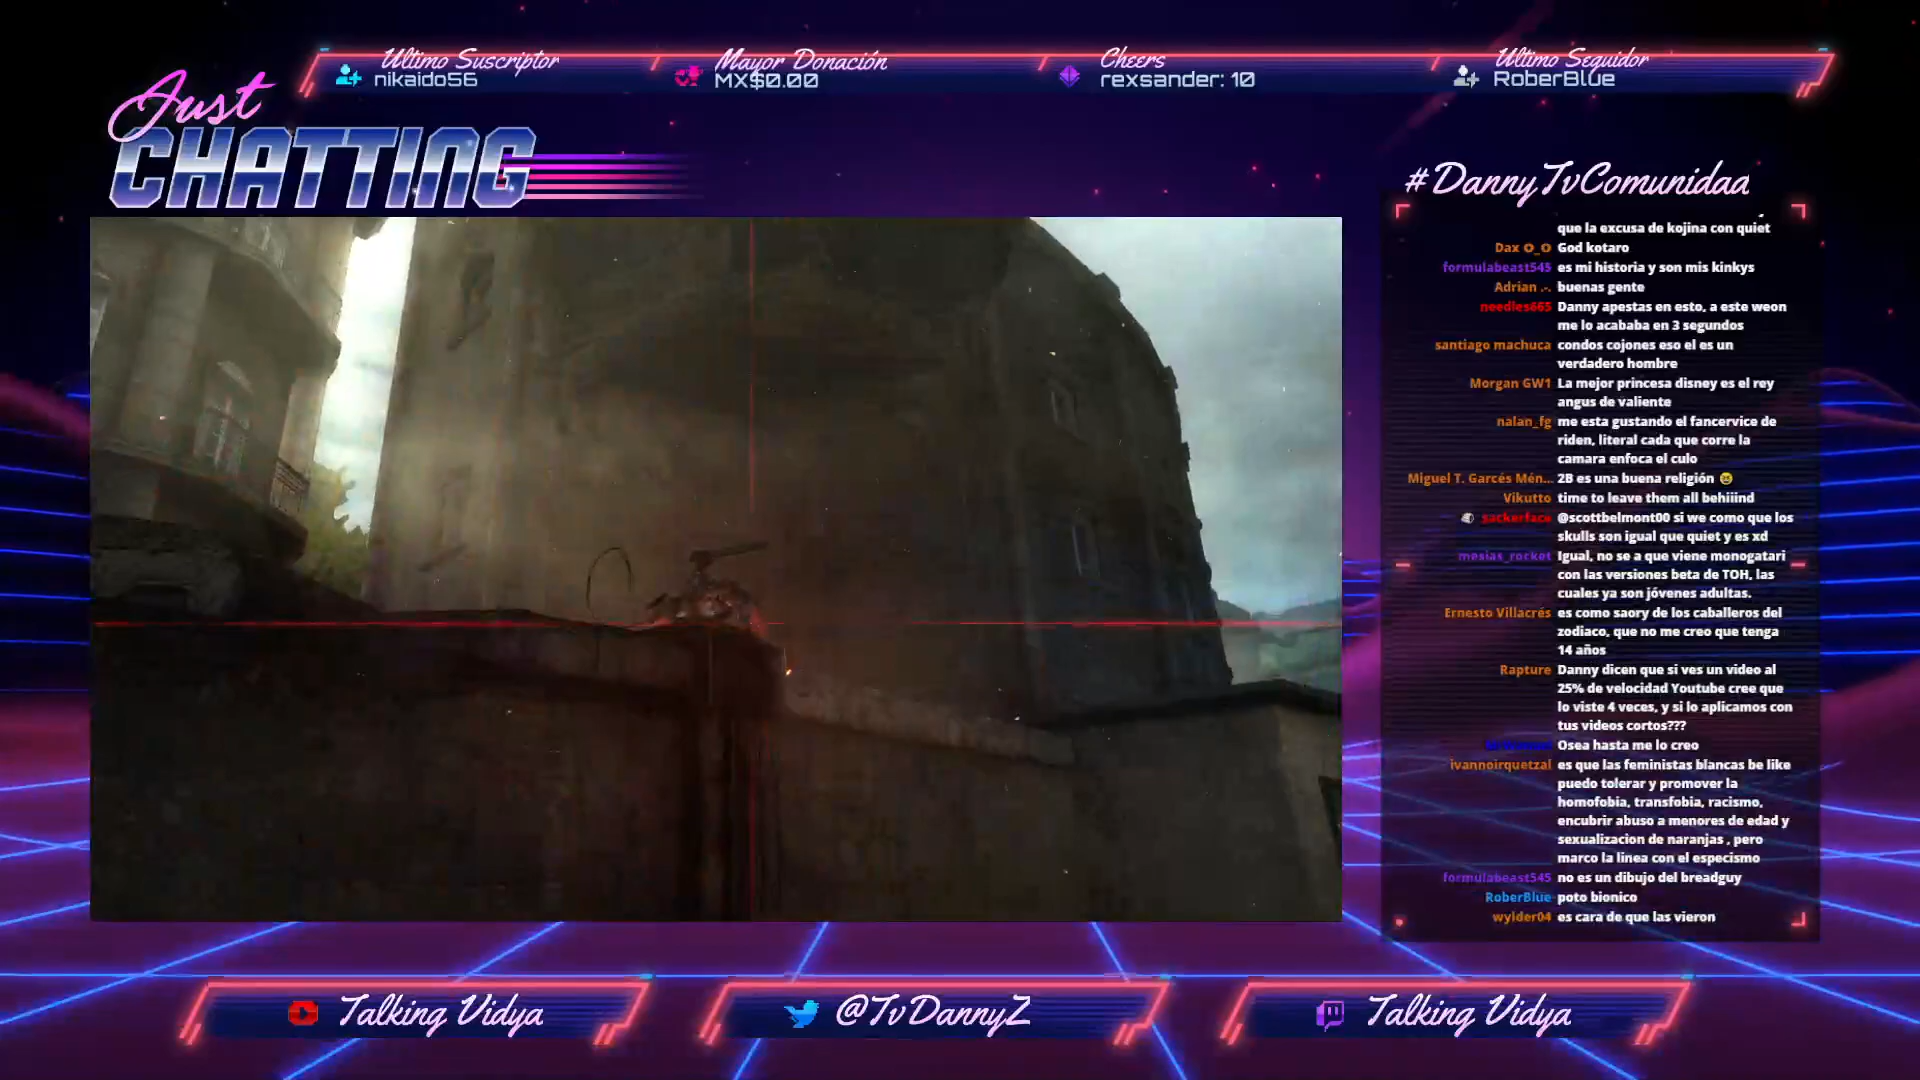 Ultimo Suscriptor
nikaido56
Mayor Donación
MX$0.00
Cheers
rexsander: 10
Ultimo Seguidor
RoberBlue
Just
CHATTING
#DannyTvComunidad
que la excusa de kojina con quiet
Dax O_O God kotaro
formulabeast545 es mi historia y son mis kinkys
Adrian .-. buenas gente
needles665 Danny apestas en esto, a este weon
me lo acababa en 3 segundos
santiago machuca condos cojones eso el es un
verdadero hombre
Morgan GW1 La mejor princesa disney es el rey
angus de valiente
nalan_fg me esta gustando el fancervice de
riden, literal cada que corre la
camara enfoca el culo
Miguel T. Garcés Mén... 2B es una buena religión
Vikutto time to leave them all behiiind
sackerface @scottbelmont00 si we como que los
skulls son igual que quiet y es xd
mesias_rocket Igual, no se a que viene monogatari
con las versiones beta de TOH, las
cuales ya son jóvenes adultas.
Ernesto Villacrés es como saory de los caballeros del
zodiaco, que no me creo que tenga
14 años
Rapture Danny dicen que si ves un video al
25% de velocidad Youtube cree que
lo viste 4 veces, y si lo aplicamos con
tus videos cortos???
Osea hasta me lo creo
ivannoirquetzal es que las feministas blancas be like
puedo tolerar y promover la
homofobia, transfobia, racismo,
encubrir abuso a menores de edad y
sexualizacion de naranjas , pero
marco la linea con el especismo
formulabeast545 no es un dibujo del breadguy
RoberBlue poto bionico
wylder04 es cara de que las vieron
Talking Vidya
@TvDannyZ
Talking Vidya